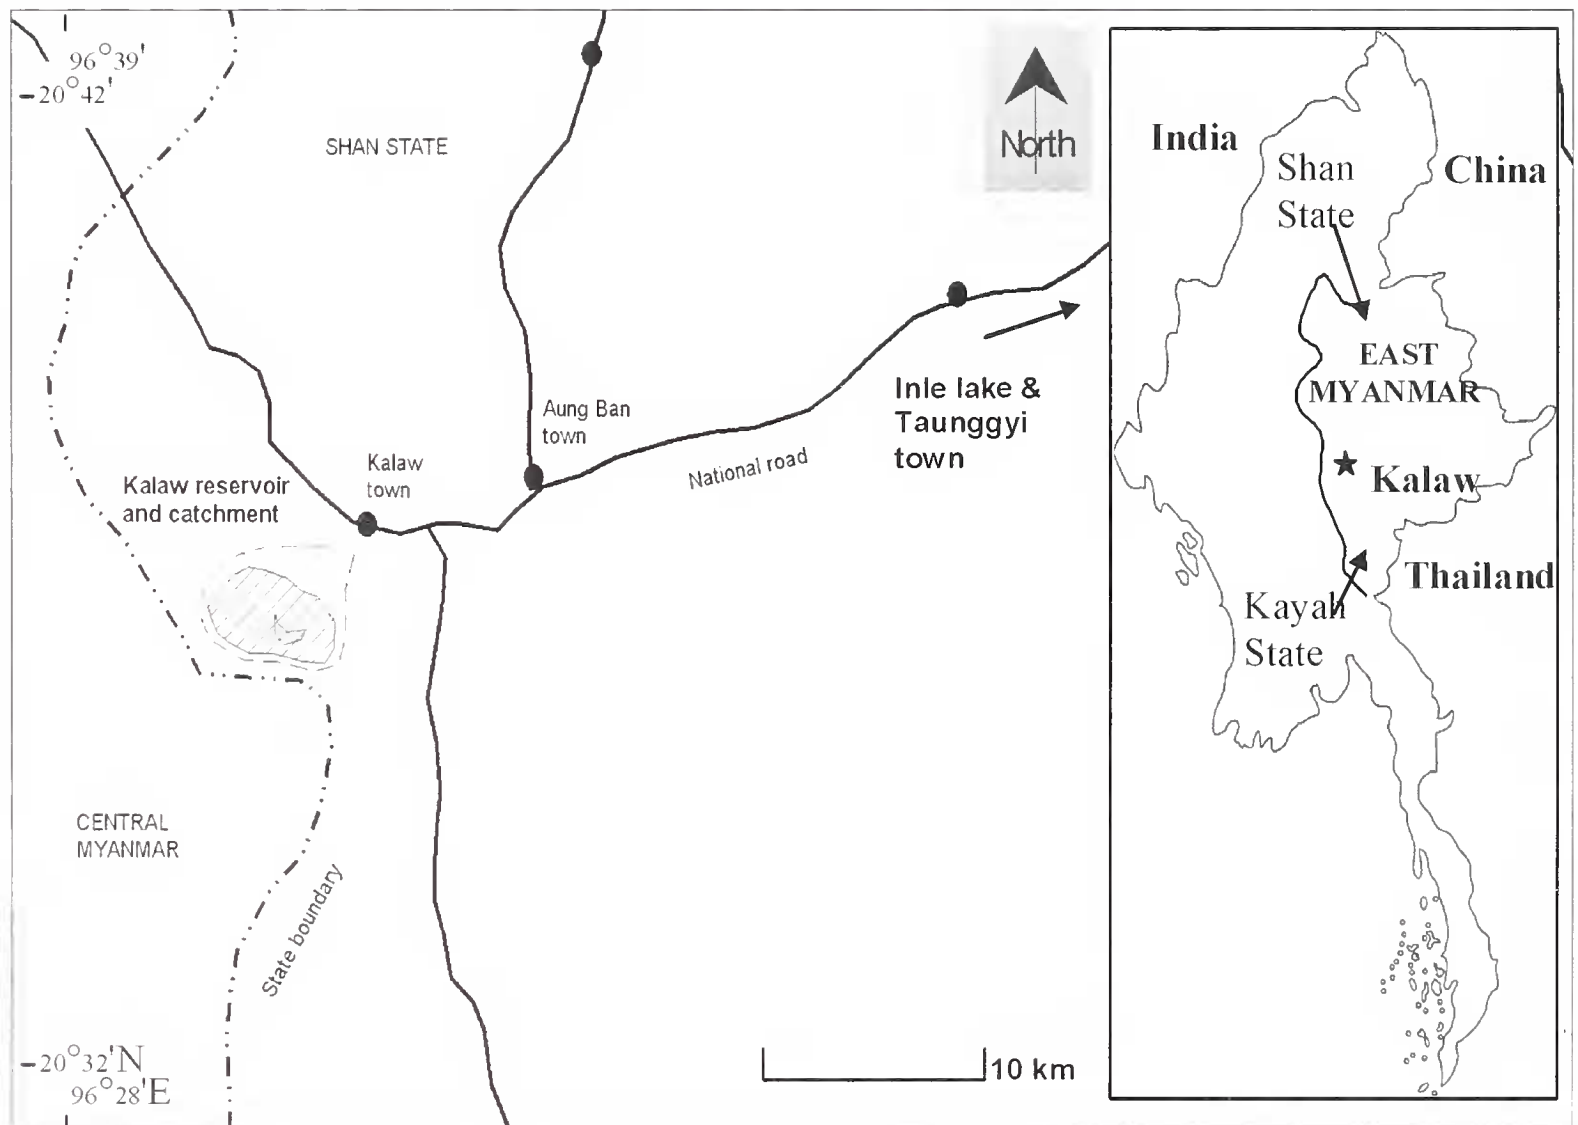 96°39'
–20°42'
SHAN STATE
North
Aung Ban
town
Kalaw
town
Kalaw reservoir
and catchment
National road
Inle lake &
Taunggyi
town
CENTRAL
MYANMAR
State boundary
–20°32'N
96°28'E
10 km
India
Shan
State
China
EAST
MYANMAR
Kalaw
Thailand
Kayah
State